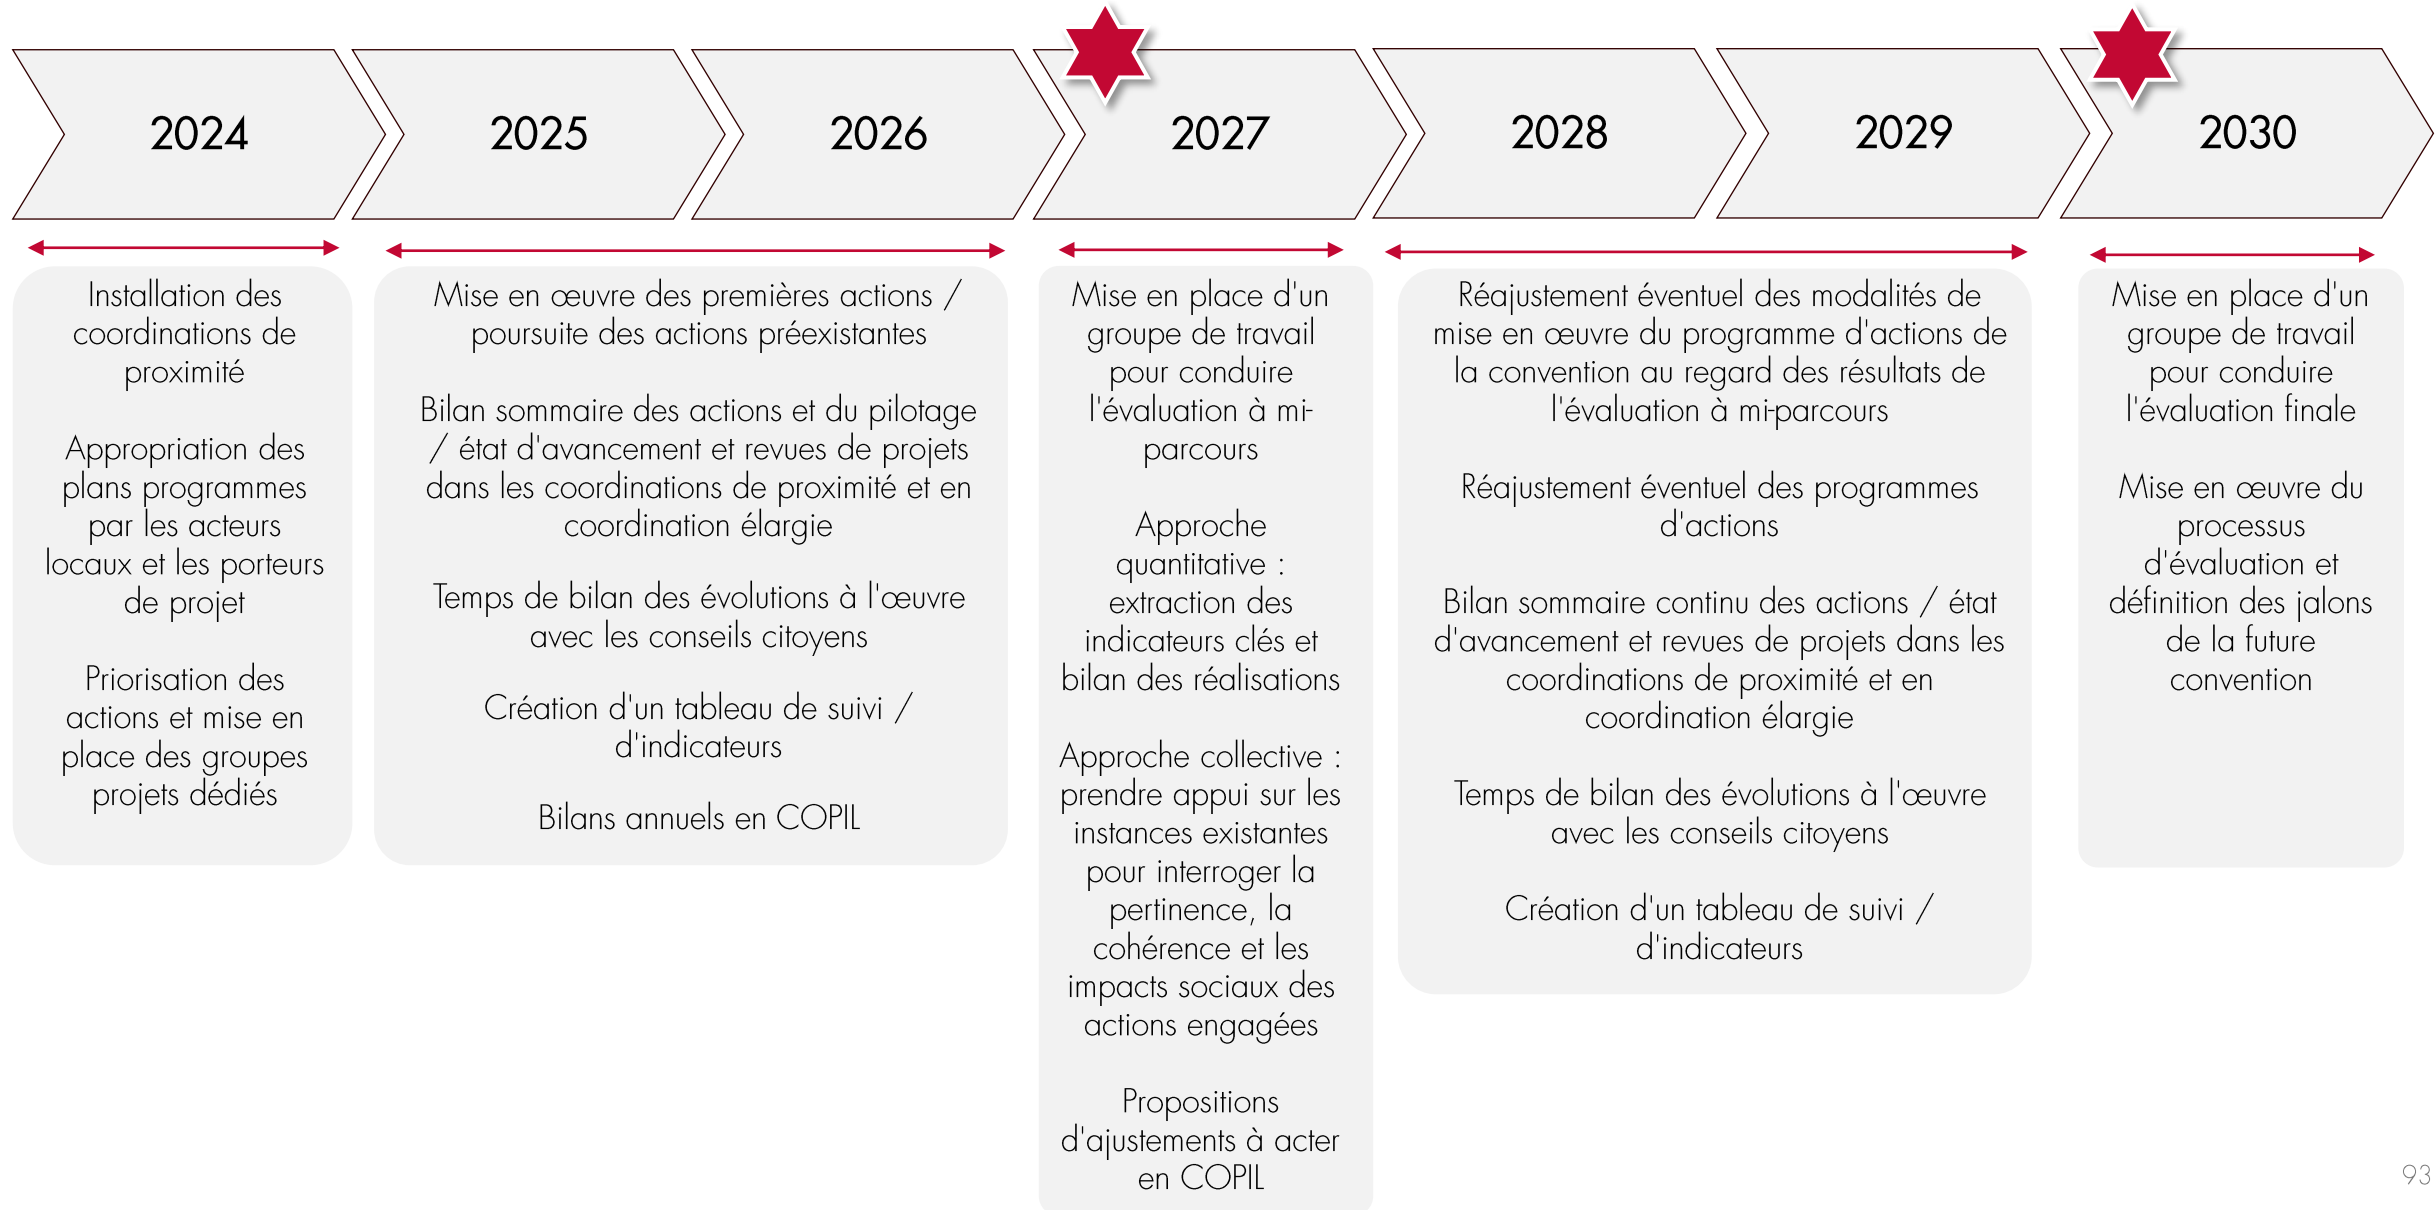 2024
2025
2026
2027
2028
2029
2030
Installation des
coordinations de
proximité
Appropriation des
plans programmes
par les acteurs
locaux et les porteurs
de projet
Priorisation des
actions et mise en
place des groupes
projets dédiés
Mise en œuvre des premières actions /
poursuite des actions préexistantes
Bilan sommaire des actions et du pilotage
/ état d'avancement et revues de projets
dans les coordinations de proximité et en
coordination élargie
Temps de bilan des évolutions à l'œuvre
avec les conseils citoyens
Création d'un tableau de suivi /
d'indicateurs
Bilans annuels en COPIL
Mise en place d'un
groupe de travail
pour conduire
l'évaluation à mi-
parcours
Approche
quantitative :
extraction des
indicateurs clés et
bilan des réalisations
Approche collective :
prendre appui sur les
instances existantes
pour interroger la
pertinence, la
cohérence et les
impacts sociaux des
actions engagées
Propositions
d'ajustements à acter
en COPIL
Réajustement éventuel des modalités de
mise en œuvre du programme d'actions de
la convention au regard des résultats de
l'évaluation à mi-parcours
Réajustement éventuel des programmes
d'actions
Bilan sommaire continu des actions / état
d'avancement et revues de projets dans les
coordinations de proximité et en
coordination élargie
Temps de bilan des évolutions à l'œuvre
avec les conseils citoyens
Création d'un tableau de suivi /
d'indicateurs
Mise en place d'un
groupe de travail
pour conduire
l'évaluation finale
Mise en œuvre du
processus
d'évaluation et
définition des jalons
de la future
convention
93